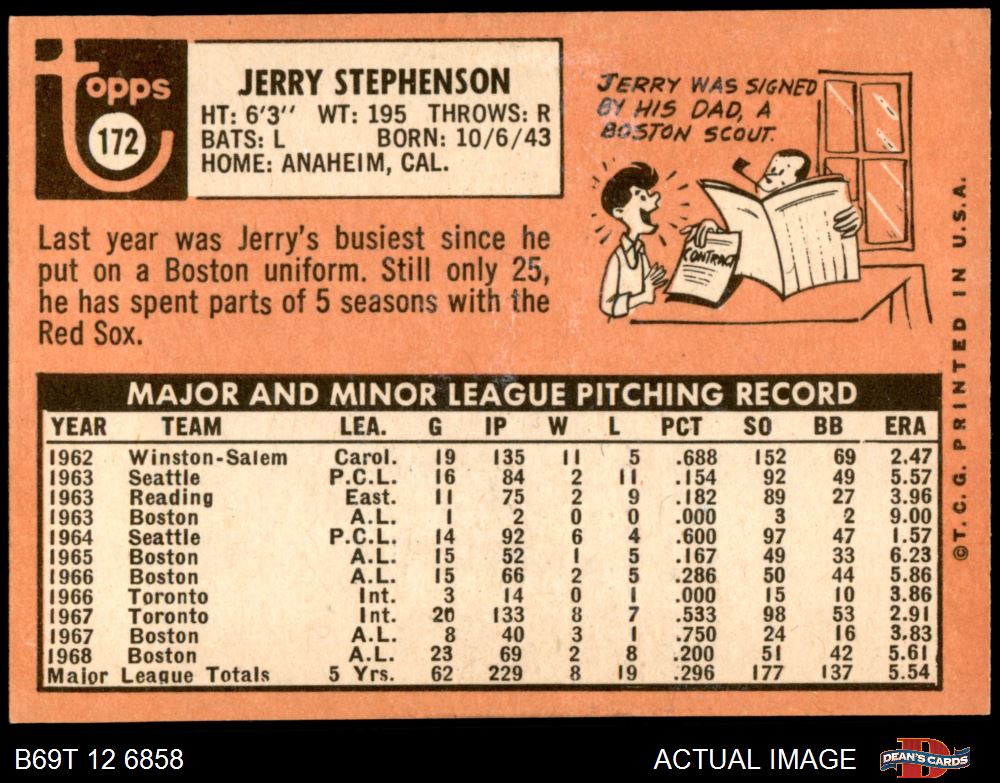 Topps
172
JERRY STEPHENSON
HT: 6'3" WT: 195 THROWS: R
BATS: L BORN: 10/6/43
HOME: ANAHEIM, CAL.
JERRY WAS SIGNED
BY HIS DAD, A
BOSTON SCOUT.
CONTRACT
Last year was Jerry's busiest since he
put on a Boston uniform. Still only 25,
he has spent parts of 5 seasons with the
Red Sox.
MAJOR AND MINOR LEAGUE PITCHING RECORD
YEAR TEAM LEA. G IP W L PCT SO BB ERA
1962 Winston-Salem Carol. 19 135 11 5 .688 152 69 2.47
1963 Seattle P.C.L. 16 84 2 11 .154 92 49 5.57
1963 Reading East. 11 75 2 9 .182 89 27 3.96
1963 Boston A.L. 1 2 0 0 .000 3 2 9.00
1964 Seattle P.C.L. 14 92 6 4 .600 97 47 1.57
1965 Boston A.L. 15 52 1 5 .167 49 33 6.23
1966 Boston A.L. 15 66 2 5 .286 50 44 5.86
1966 Toronto Int. 3 14 0 1 .000 15 10 3.86
1967 Toronto Int. 20 133 8 7 .533 98 53 2.91
1967 Boston A.L. 8 40 3 1 .750 24 16 3.83
1968 Boston A.L. 23 69 2 8 .200 51 42 5.61
Major League Totals 5 Yrs. 62 229 8 19 .296 177 137 5.54
©T.C.G. PRINTED IN U.S.A.
B69T 12 6858
ACTUAL IMAGE
D
DEAN'S CARDS